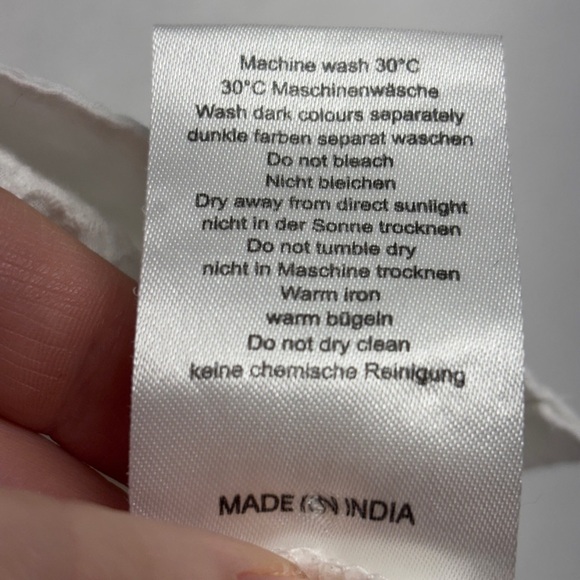 Machine wash 30°C
30°C Maschinenwäsche
Wash dark colours separately
dunkle farben separat waschen
Do not bleach
Nicht bleichen
Dry away from direct sunlight
nicht in der Sonne trocknen
Do not tumble dry
nicht in Maschine trocknen
Warm iron
warm bügeln
Do not dry clean
keine chemische Reinigung
MADE IN INDIA